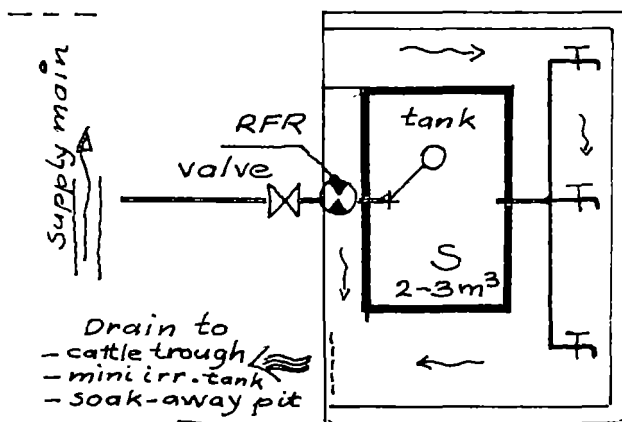 supply main
RFR
valve
tank
S
2-3m³
Drain to
- cattle trough
- mini irr. tank
- soak-away pit